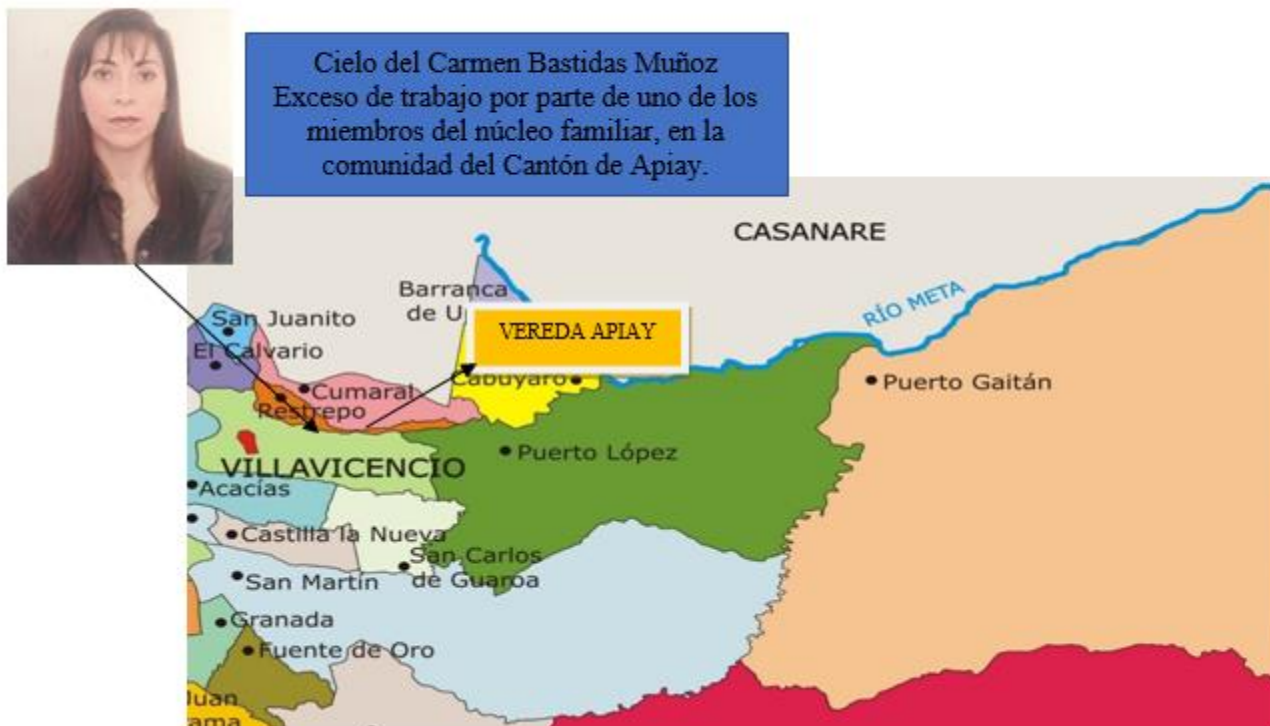 Cielo del Carmen Bastidas Muñoz
Exceso de trabajo por parte de uno de los
miembros del núcleo familiar, en la
comunidad del Cantón de Apiay.
CASANARE
RÍO META
Barranca
de U
VEREDA APIAY
San Juanito
El Calvario
Cabuyaro
Puerto Gaitán
Cumaral
Restrepo
Puerto López
VILLAVICENCIO
Acacías
Castilla la Nueva
San Carlos
de Guaroa
San Martín
Granada
Fuente de Oro
Juan
ama